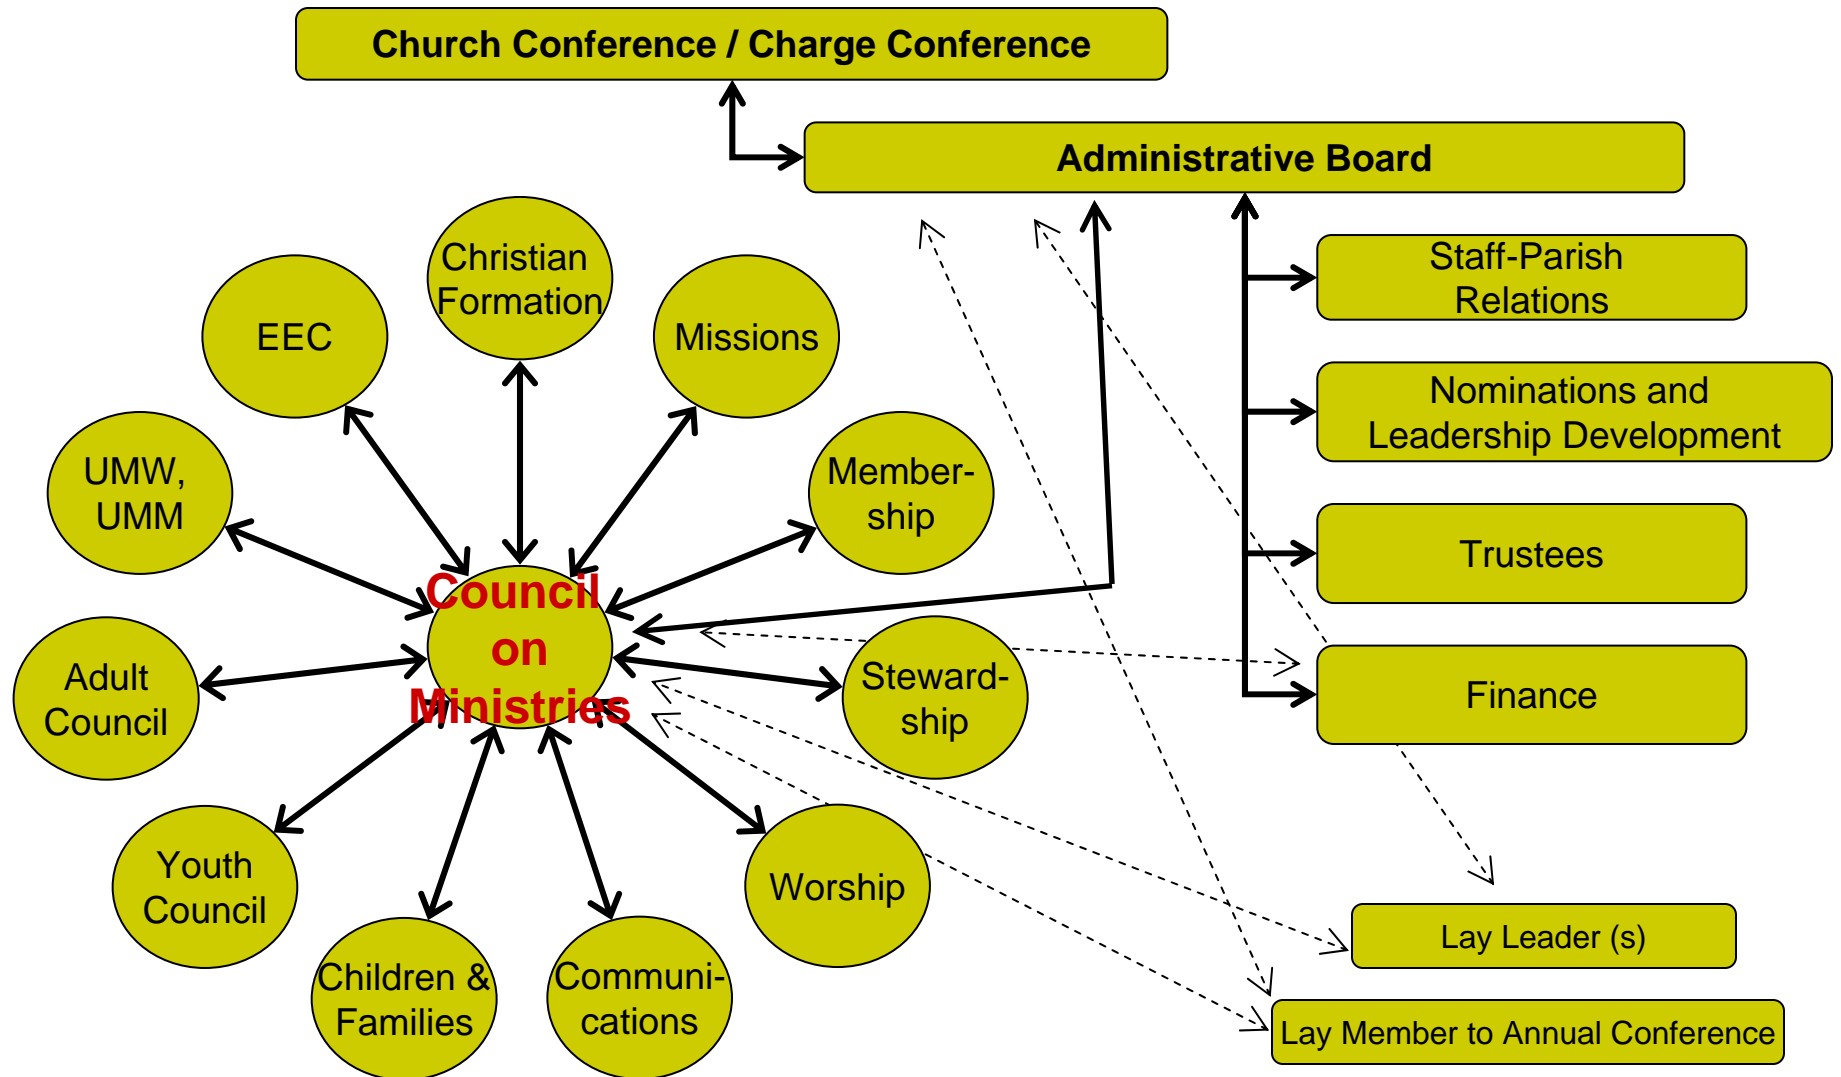 Church Conference / Charge Conference
Administrative Board
Christian
Formation
EEC
Missions
UMW,
UMM
Member-
ship
Council
on
Ministries
Adult
Council
Steward-
ship
Youth
Council
Worship
Children &
Families
Communi-
cations
Staff-Parish
Relations
Nominations and
Leadership Development
Trustees
Finance
Lay Leader (s)
Lay Member to Annual Conference